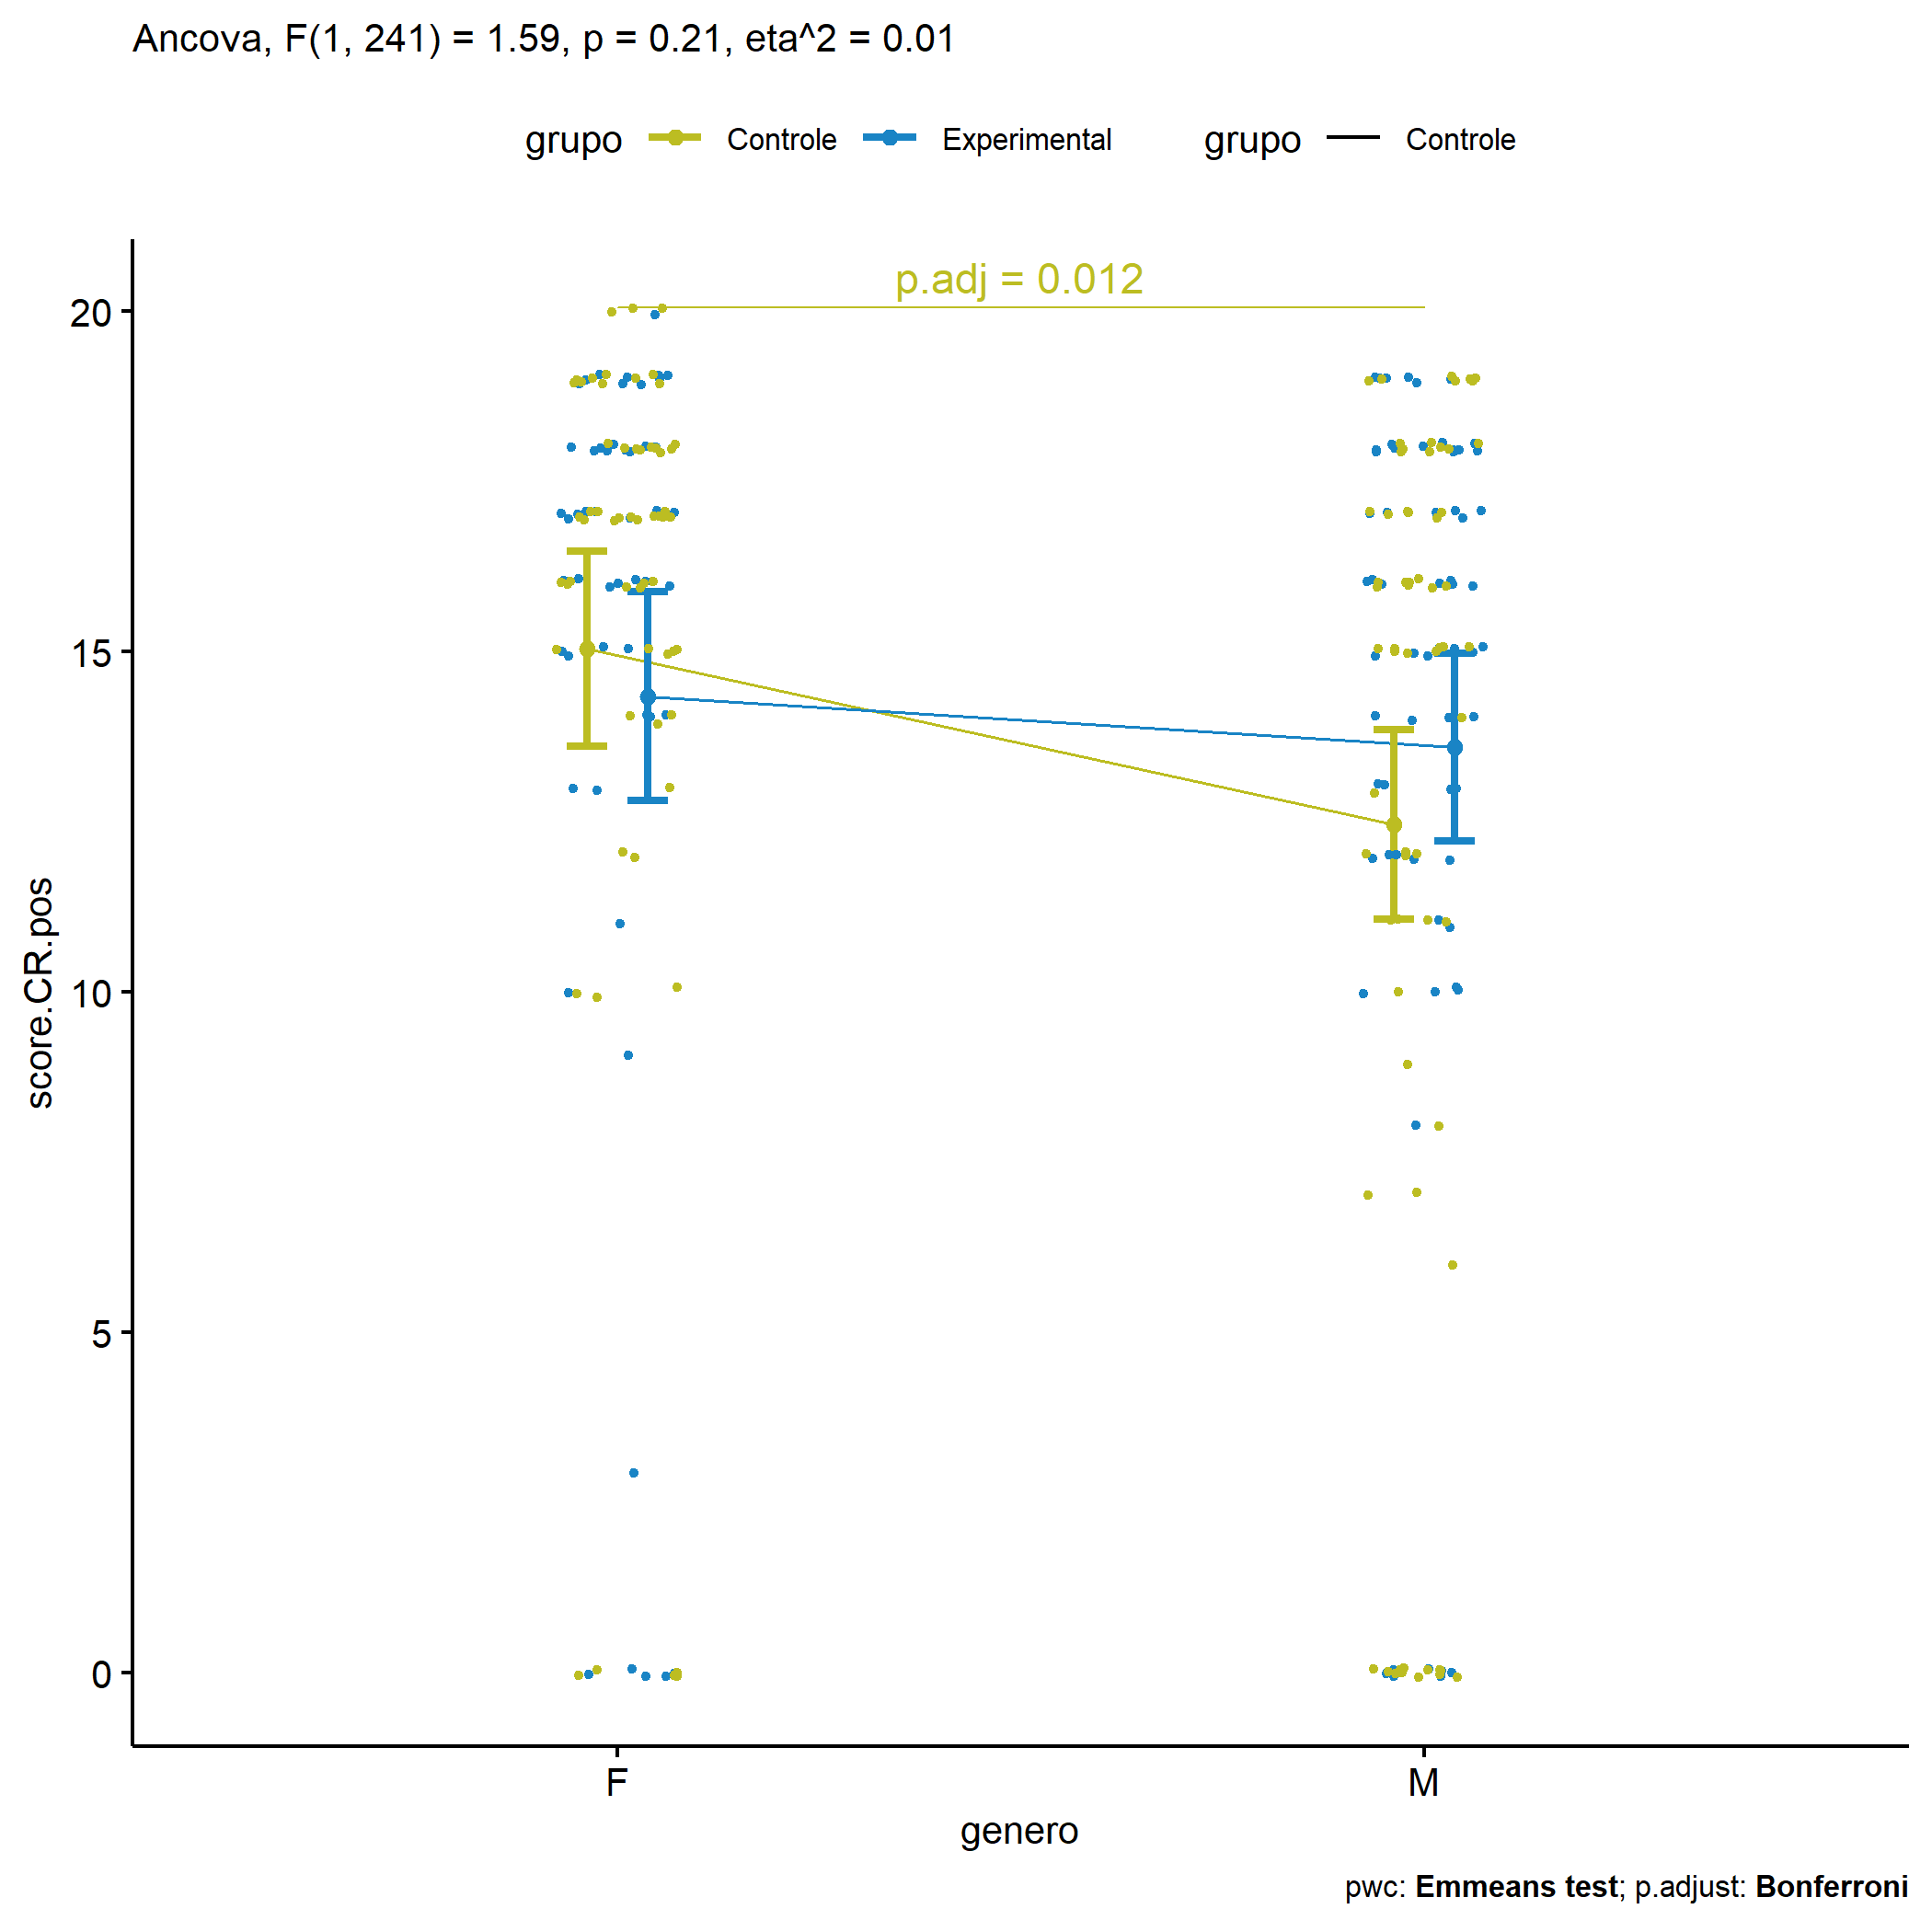 Ancova, F(1, 241) = 1.59, p = 0.21, eta^2 = 0.01
grupo Controle Experimental grupo Controle
p.adj = 0.012
20
15
10
5
0
score.CR.pos
F M
genero
pwc: Emmeans test; p.adjust: Bonferroni